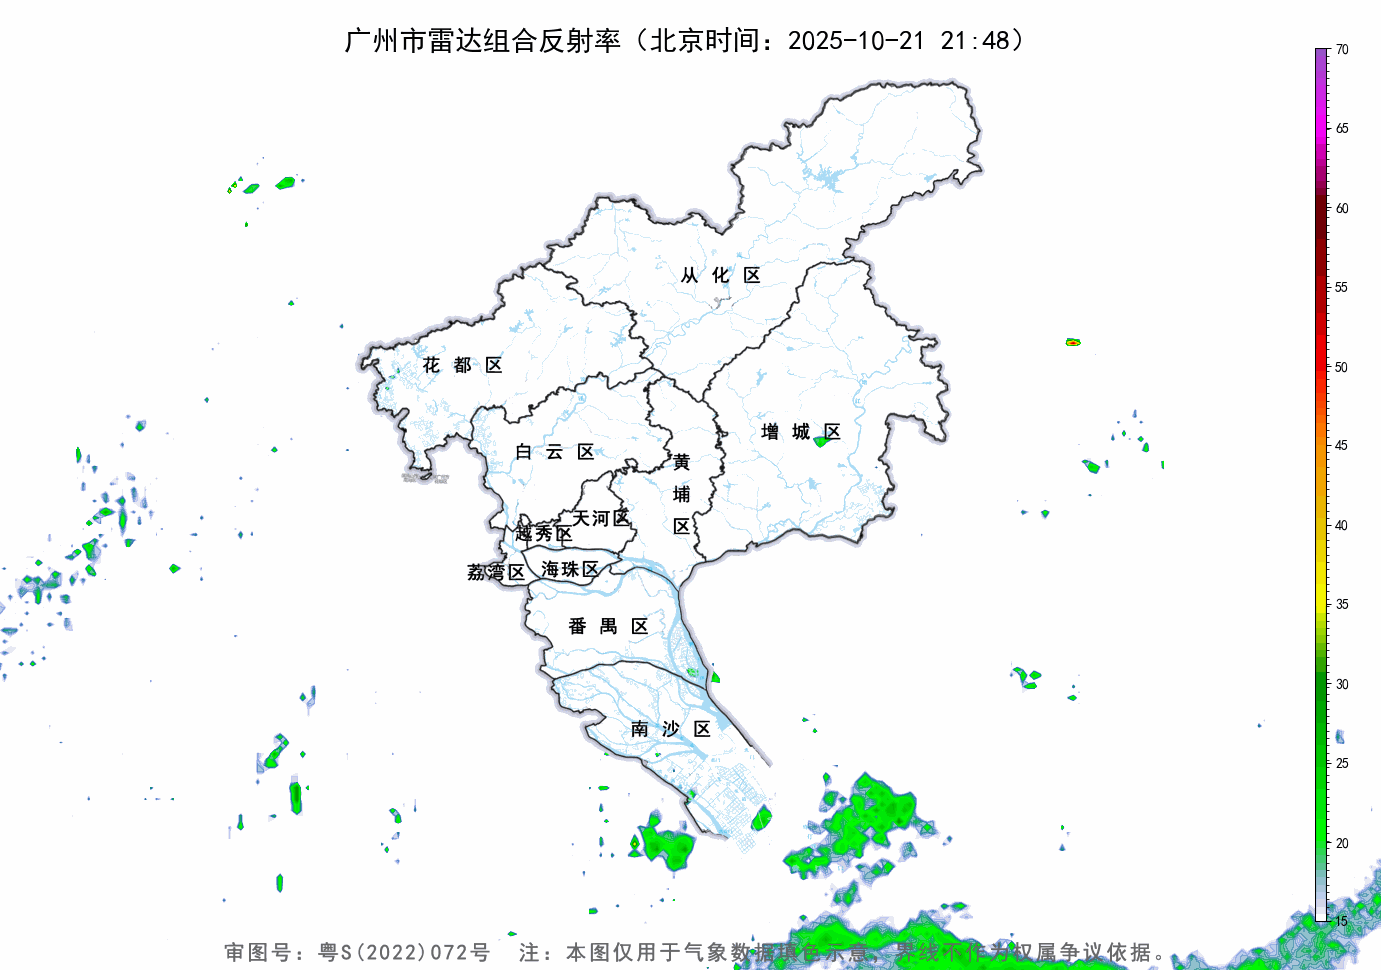 广州市雷达组合反射率（北京时间：2025-10-21 21:48）
70
65
60
55
50
45
40
35
30
25
20
15
从化区
花都区
增城区
白云区
黄埔区
天河区
越秀区
荔湾区
海珠区
番禺区
南沙区
审图号：粤S(2022)072号 注：本图仅用于气象数据填色示意，界线不作为权属争议依据。